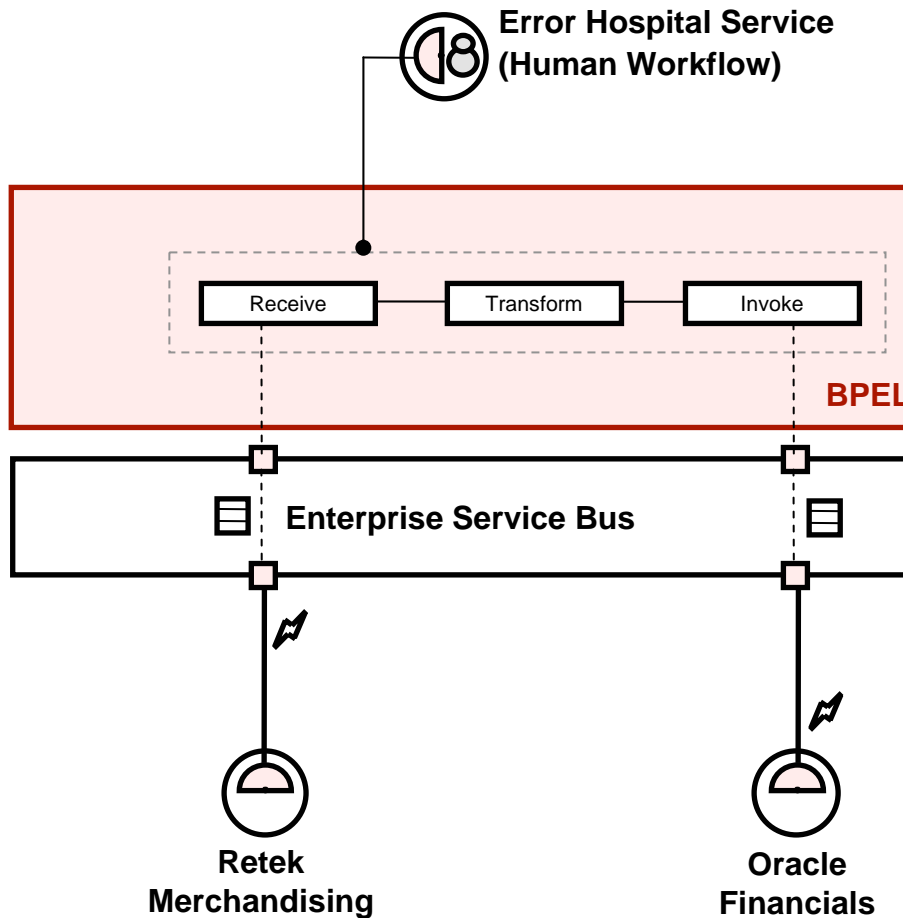 Error Hospital Service
(Human Workflow)
Receive
Transform
Invoke
BPEL
Enterprise Service Bus
Retek
Merchandising
Oracle
Financials